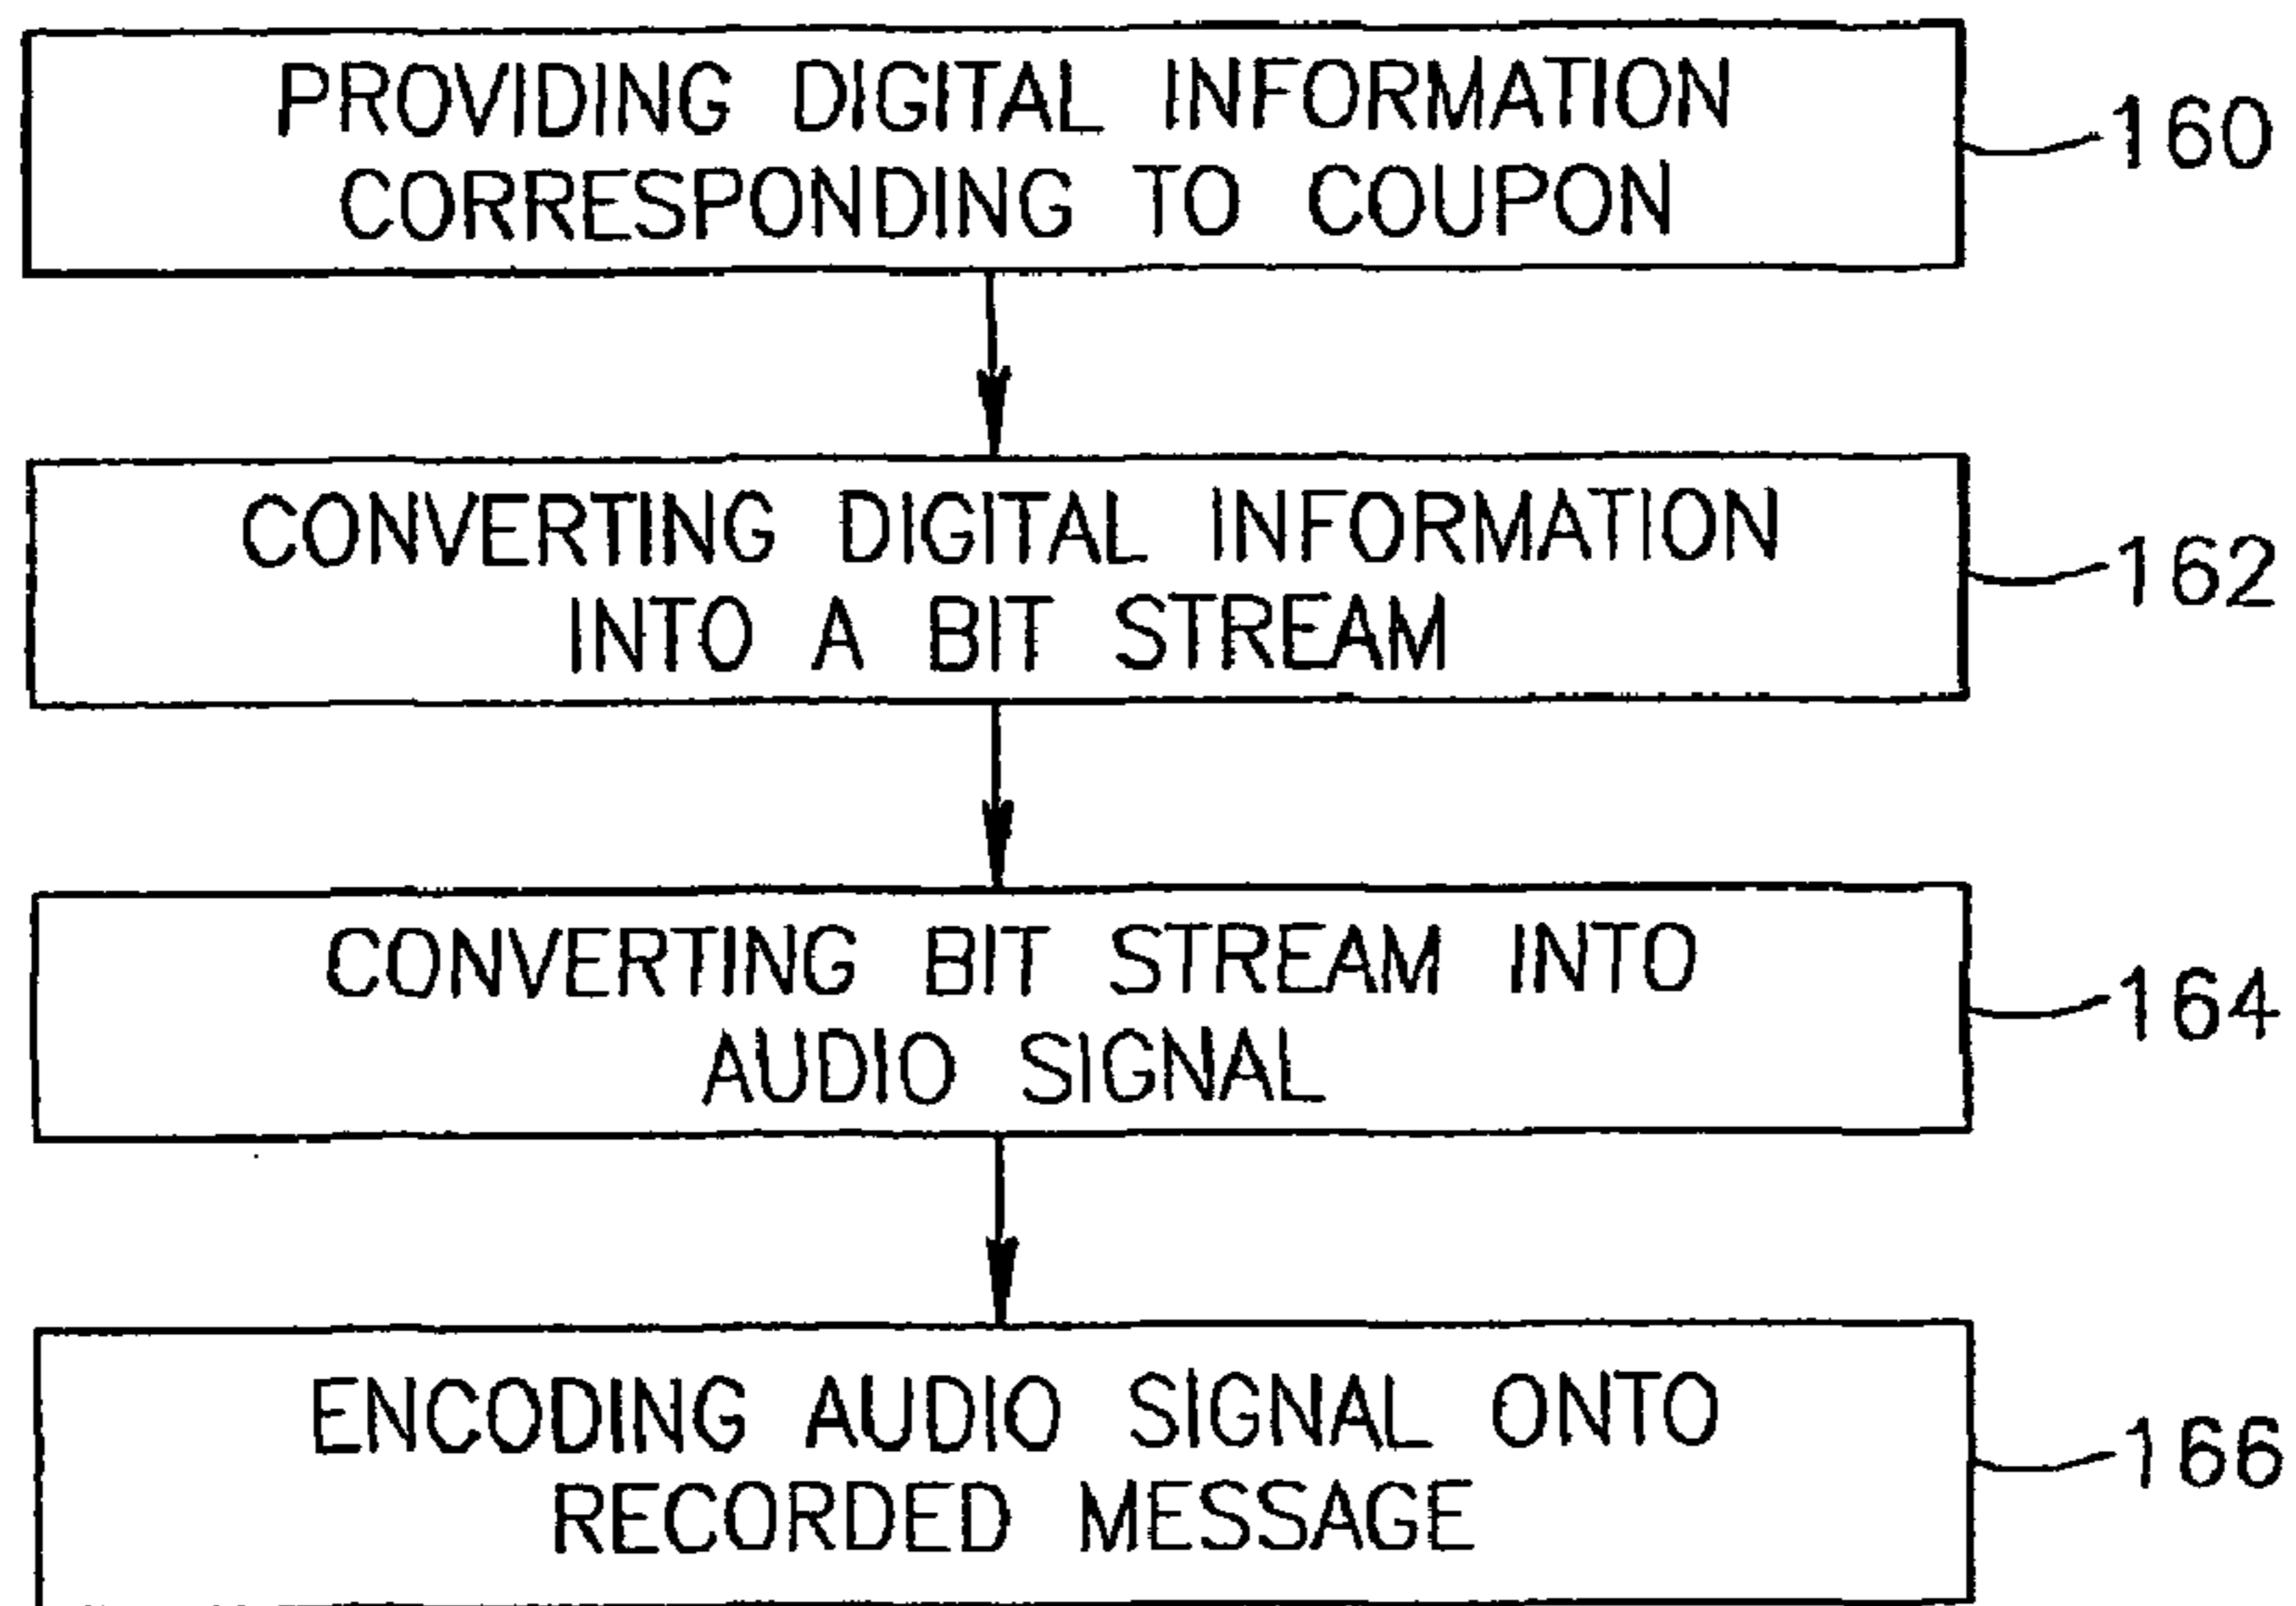 PROVIDING DIGITAL INFORMATION
CORRESPONDING TO COUPON
160
CONVERTING DIGITAL INFORMATION
INTO A BIT STREAM
162
CONVERTING BIT STREAM INTO
AUDIO SIGNAL
164
ENCODING AUDIO SIGNAL ONTO
RECORDED MESSAGE
166